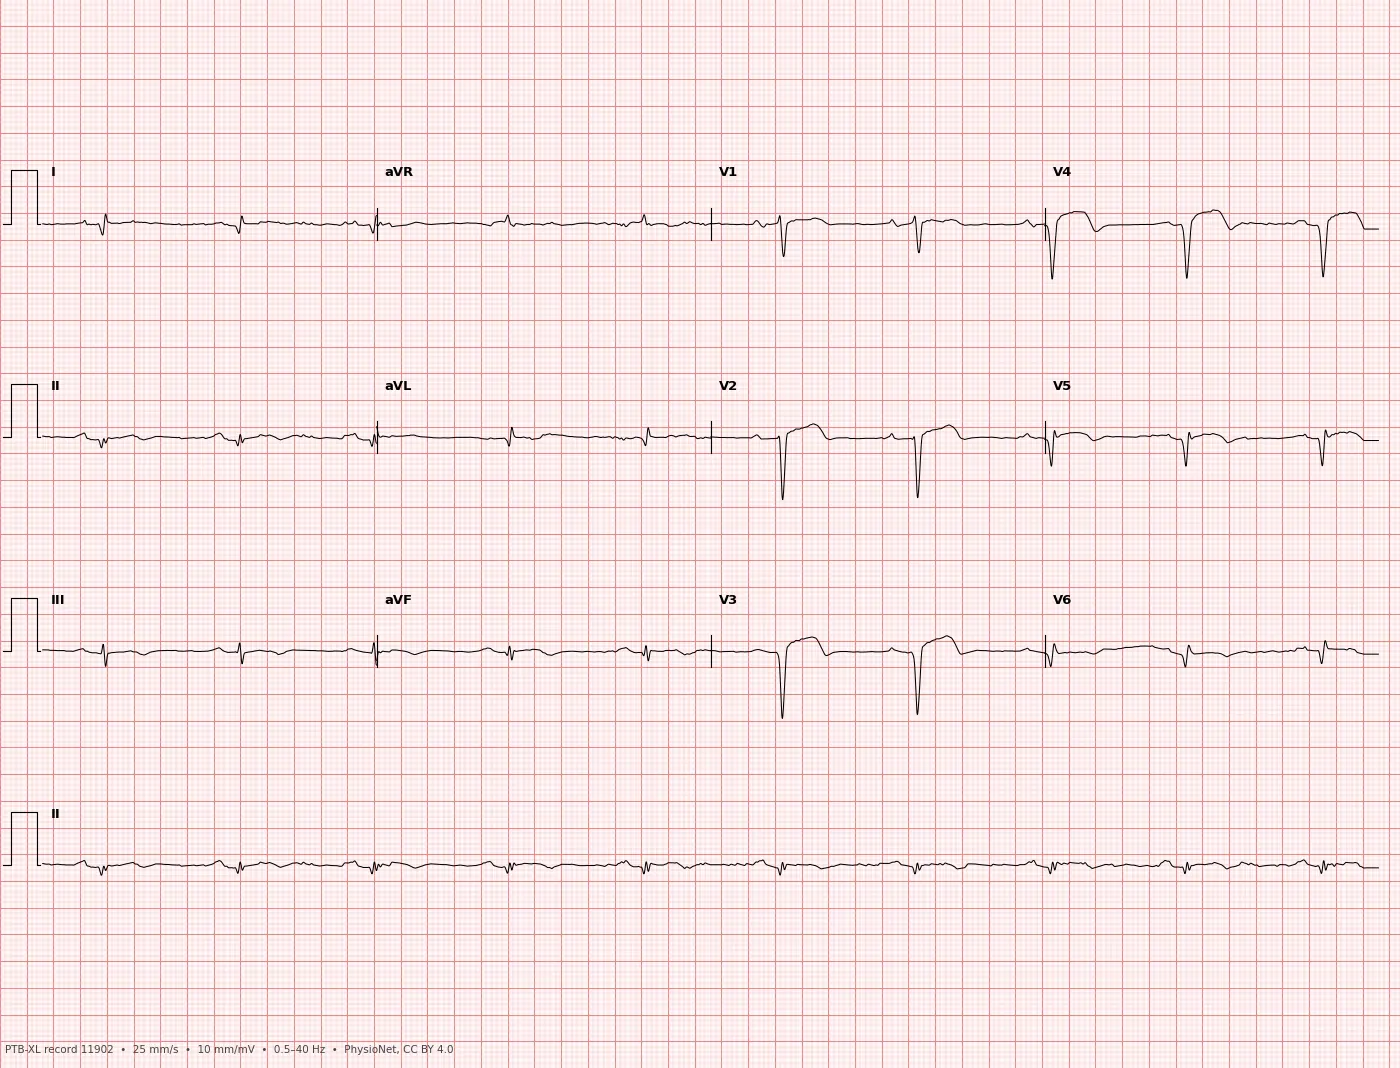 I aVR V1 V4
II aVL V2 V5
III aVF V3 V6
II
PTB-XL record 11902 • 25 mm/s • 10 mm/mV • 0.5–40 Hz • PhysioNet, CC BY 4.0